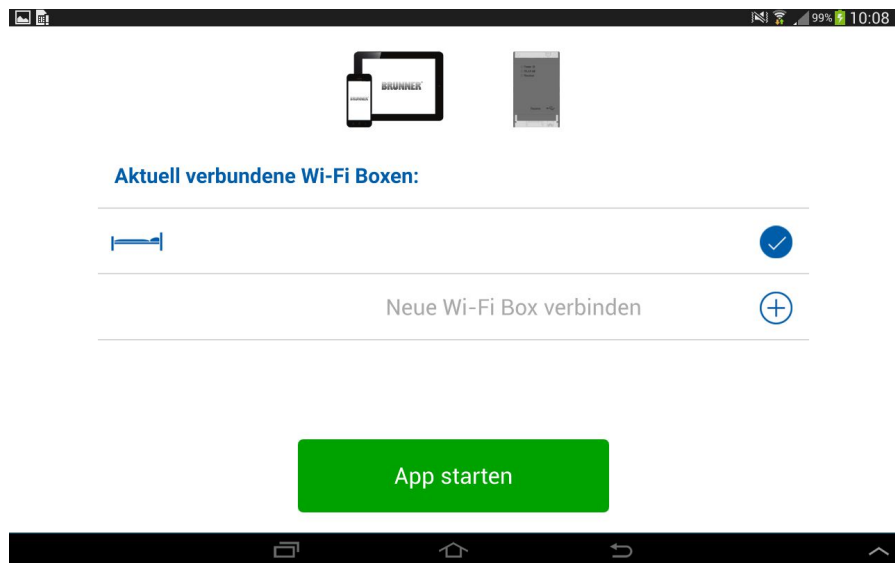 99% 10:08
BRUNNER
Aktuell verbundene Wi-Fi Boxen:
Neue Wi-Fi Box verbinden
App starten